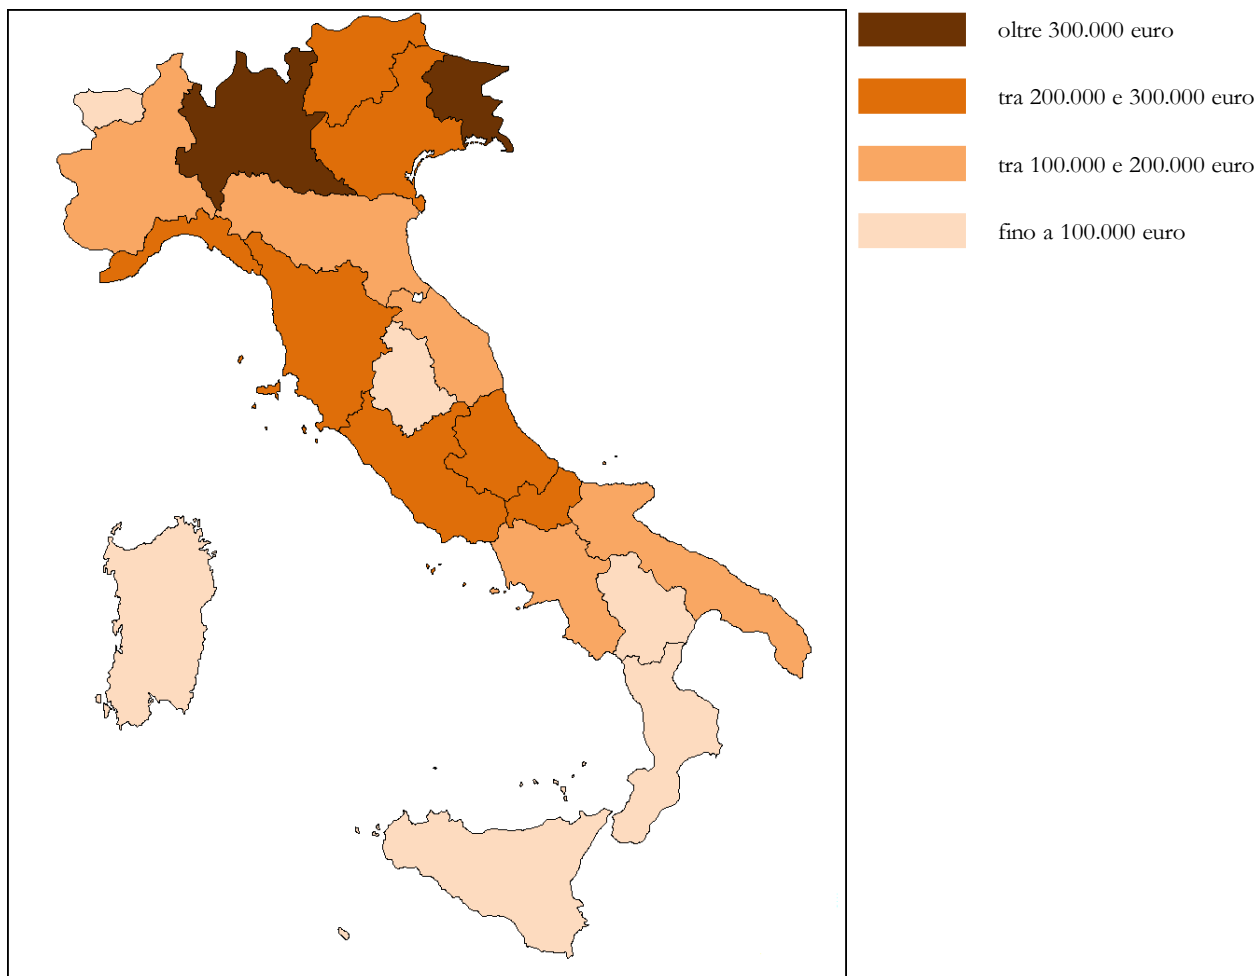 oltre 300.000 euro
tra 200.000 e 300.000 euro
tra 100.000 e 200.000 euro
fino a 100.000 euro